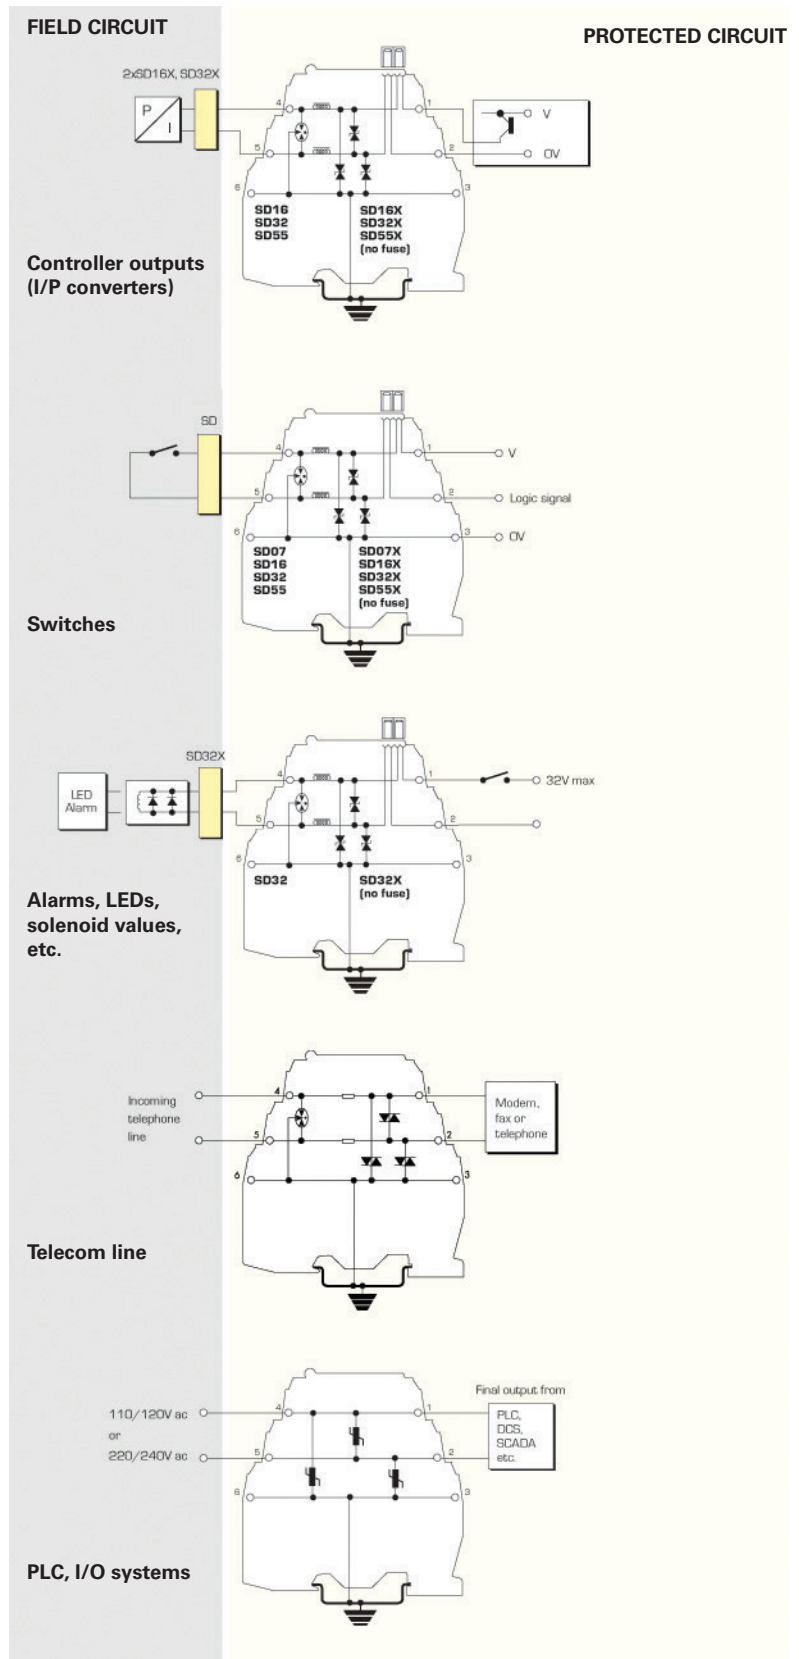 FIELD CIRCUIT
PROTECTED CIRCUIT
2xSD16X, SD32X
P
I
4
5
6
1
2
3
V
OV
SD16
SD32
SD55
SD16X
SD32X
SD55X
(no fuse)
Controller outputs
(I/P converters)
SD
4
5
6
1
2
3
V
Logic signal
OV
SD07
SD16
SD32
SD55
SD07X
SD16X
SD32X
SD55X
(no fuse)
Switches
SD32X
LED
Alarm
4
5
6
1
2
3
32V max
SD32
SD32X
(no fuse)
Alarms, LEDs,
solenoid values,
etc.
Incoming
telephone
line
4
5
6
1
2
3
Modem,
fax or
telephone
Telecom line
110/120V ac
or
220/240V ac
4
5
6
1
2
3
Final output from
PLC,
DCS,
SCADA
etc.
PLC, I/O systems